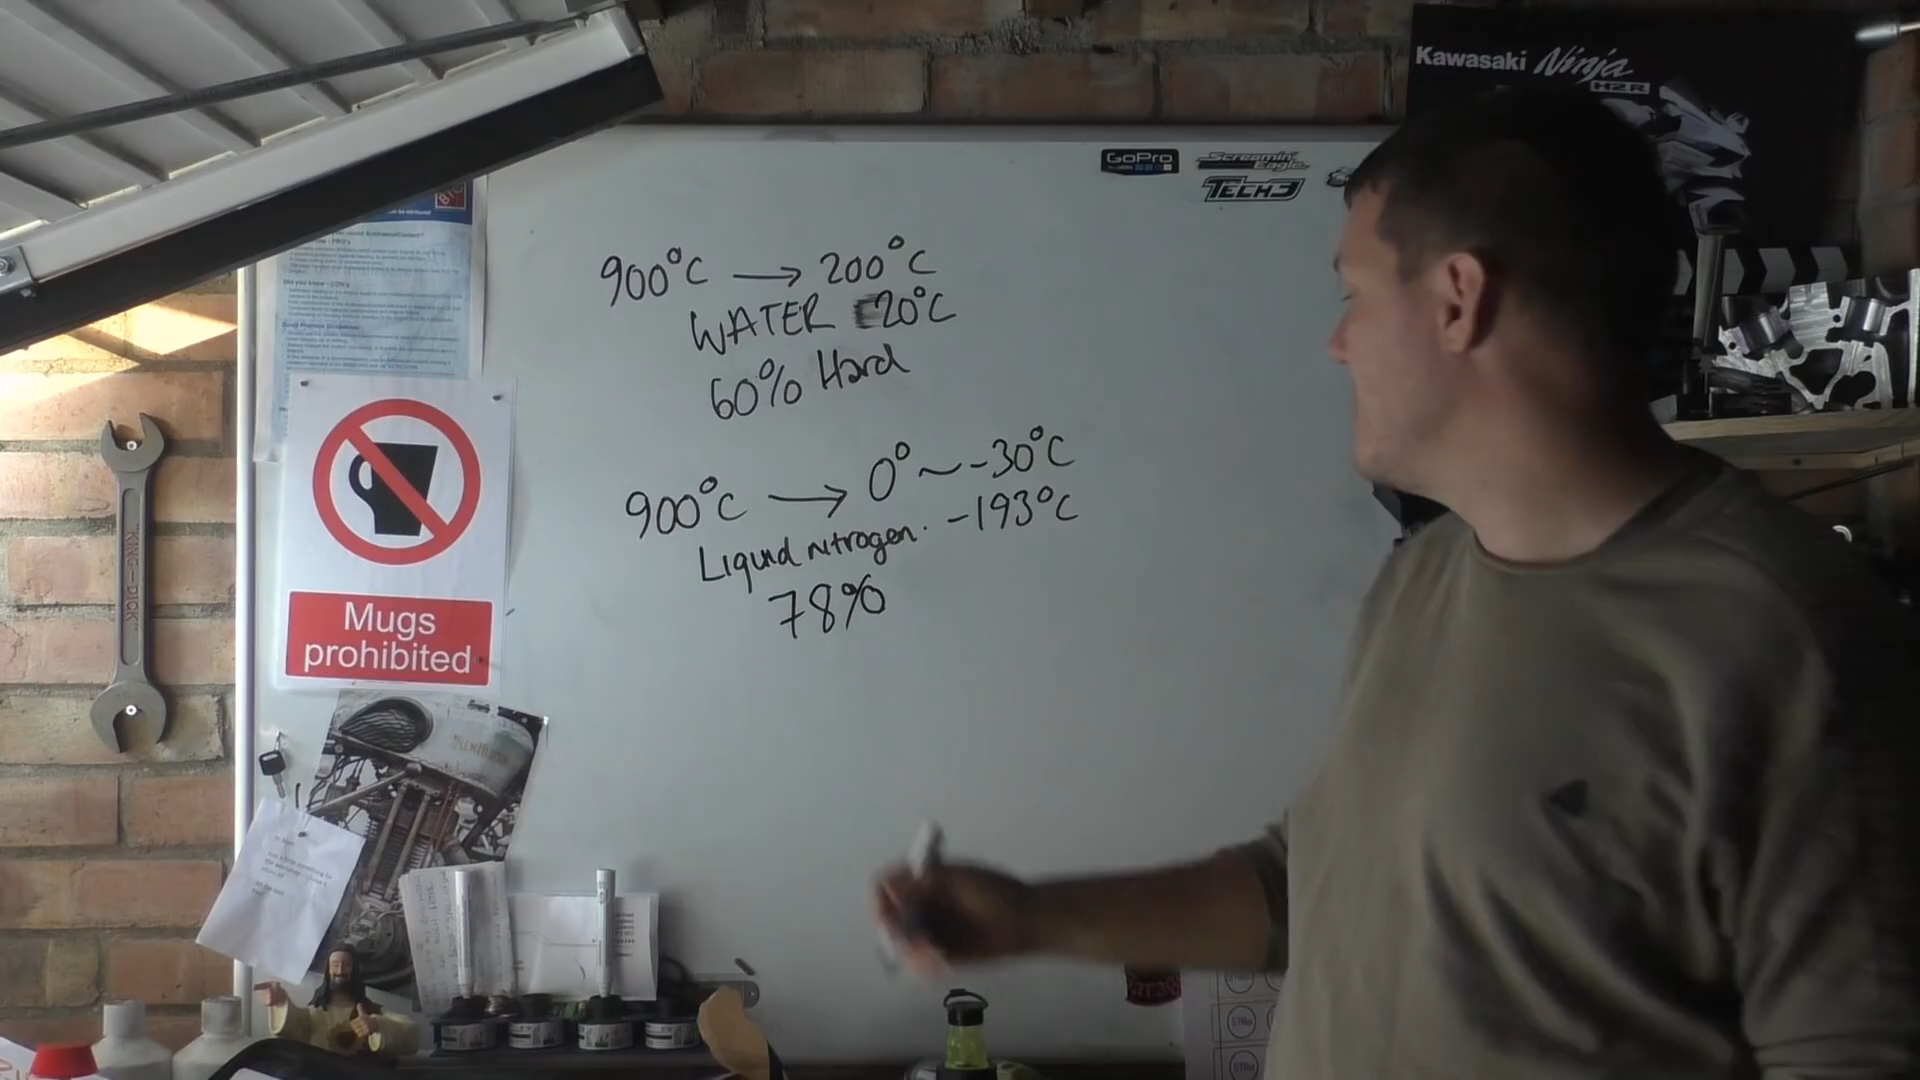 Kawasaki Ninja
H2R
GoPro
Screamin'
Eagle
TECH3
900°C → 200°C
WATER 20°C
60% Hard
900°C → 0° ~ -30°C
Liquid nitrogen. -193°C
78%
KING-DICK
Mugs
prohibited